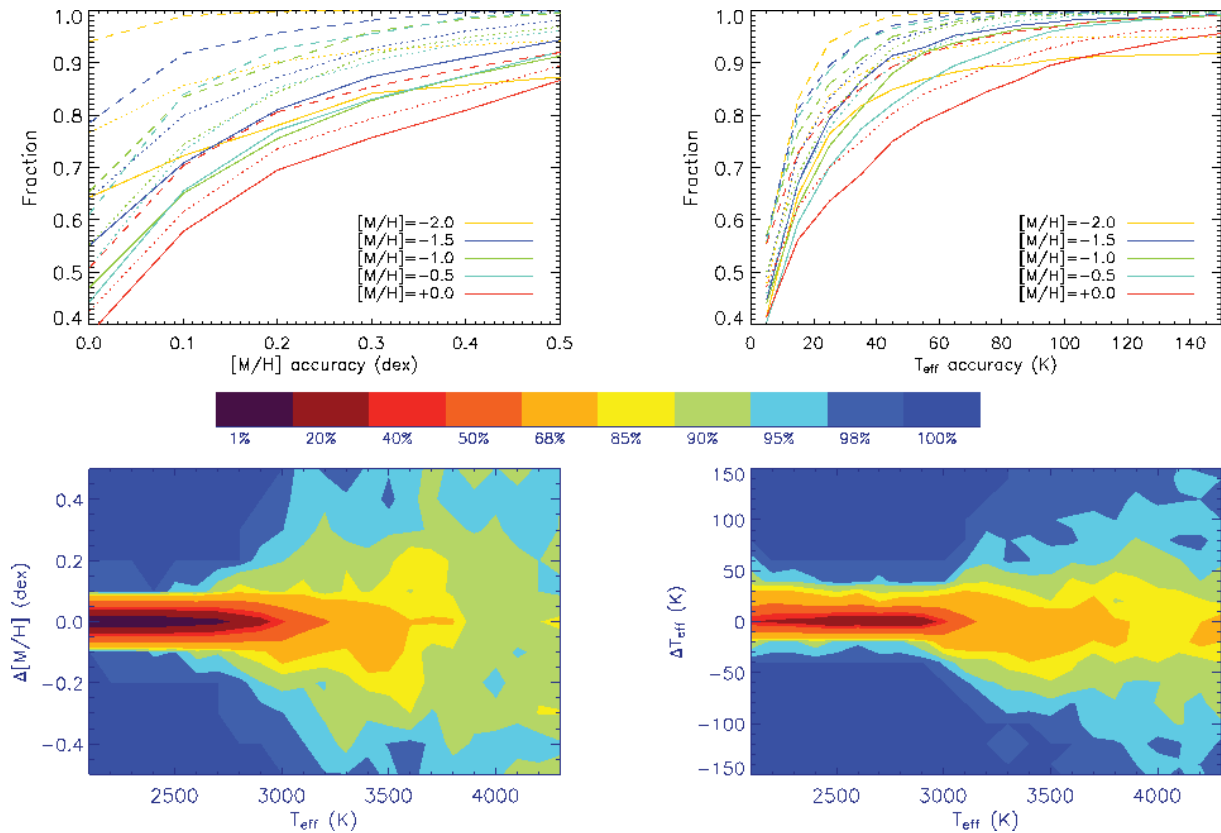 1.0
0.9
0.8
0.7
0.6
0.5
0.4
Fraction
[M/H]=−2.0
[M/H]=−1.5
[M/H]=−1.0
[M/H]=−0.5
[M/H]=+0.0
0.0 0.1 0.2 0.3 0.4 0.5
[M/H] accuracy (dex)
1.0
0.9
0.8
0.7
0.6
0.5
0.4
Fraction
[M/H]=−2.0
[M/H]=−1.5
[M/H]=−1.0
[M/H]=−0.5
[M/H]=+0.0
0 20 40 60 80 100 120 140
Teff accuracy (K)
1% 20% 40% 50% 68% 85% 90% 95% 98% 100%
0.4
0.2
0.0
−0.2
−0.4
Δ[M/H] (dex)
2500 3000 3500 4000
Teff (K)
150
100
50
0
−50
−100
−150
ΔTeff (K)
2500 3000 3500 4000
Teff (K)